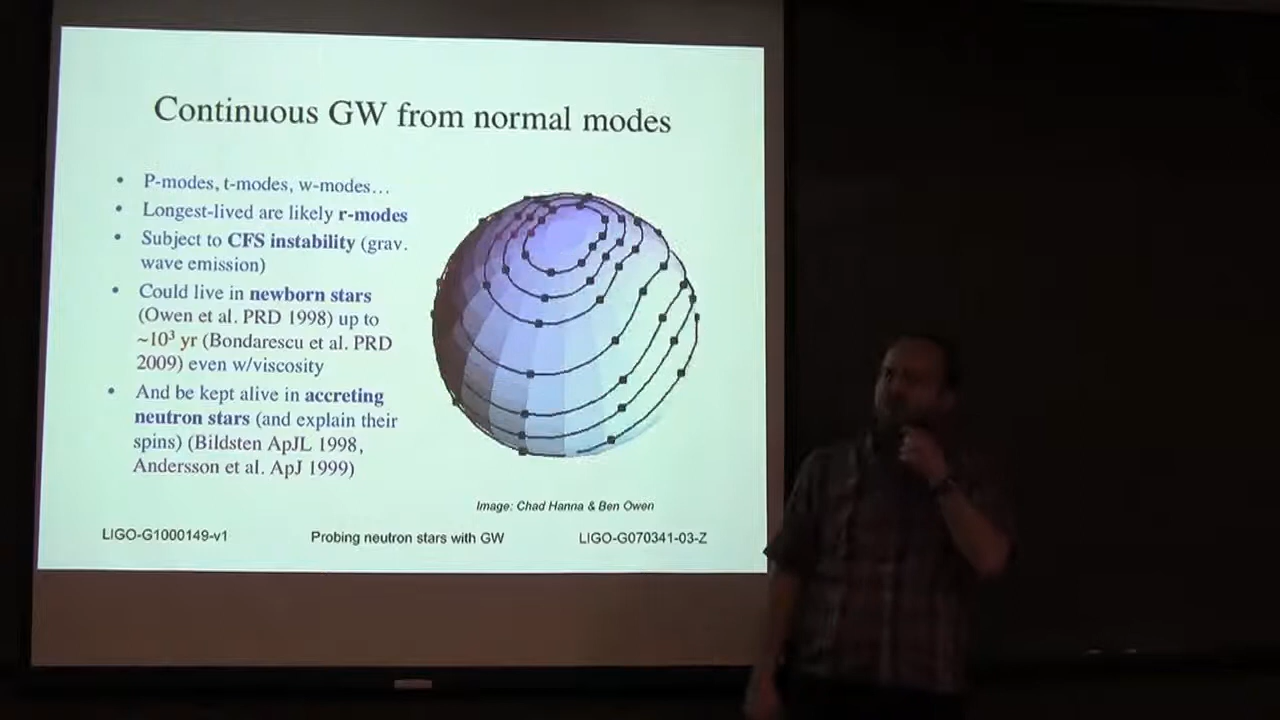 Continuous GW from normal modes
• P-modes, t-modes, w-modes…
• Longest-lived are likely r-modes
• Subject to CFS instability (grav.
wave emission)
• Could live in newborn stars
(Owen et al. PRD 1998) up to
~10³ yr (Bondarescu et al. PRD
2009) even w/viscosity
• And be kept alive in accreting
neutron stars (and explain their
spins) (Bildsten ApJL 1998,
Andersson et al. ApJ 1999)
Image: Chad Hanna & Ben Owen
LIGO-G1000149-v1 Probing neutron stars with GW LIGO-G070341-03-Z